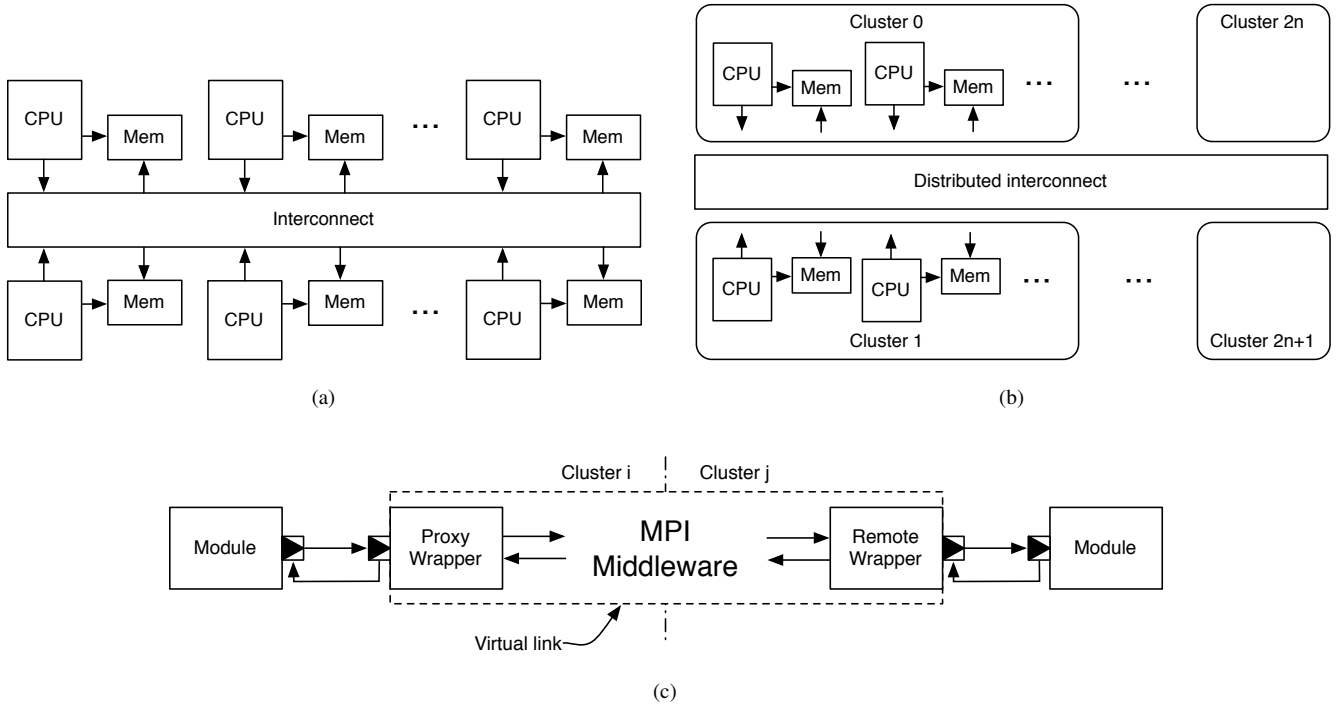 CPU
Mem
CPU
Mem
...
CPU
Mem
Interconnect
CPU
Mem
CPU
Mem
...
CPU
Mem
(a)
Cluster 0
CPU
Mem
CPU
Mem
...
...
Cluster 2n
Distributed interconnect
CPU
Mem
CPU
Mem
...
...
Cluster 1
Cluster 2n+1
(b)
Cluster i
Cluster j
Module
Proxy
Wrapper
MPI
Middleware
Remote
Wrapper
Module
Virtual link
(c)